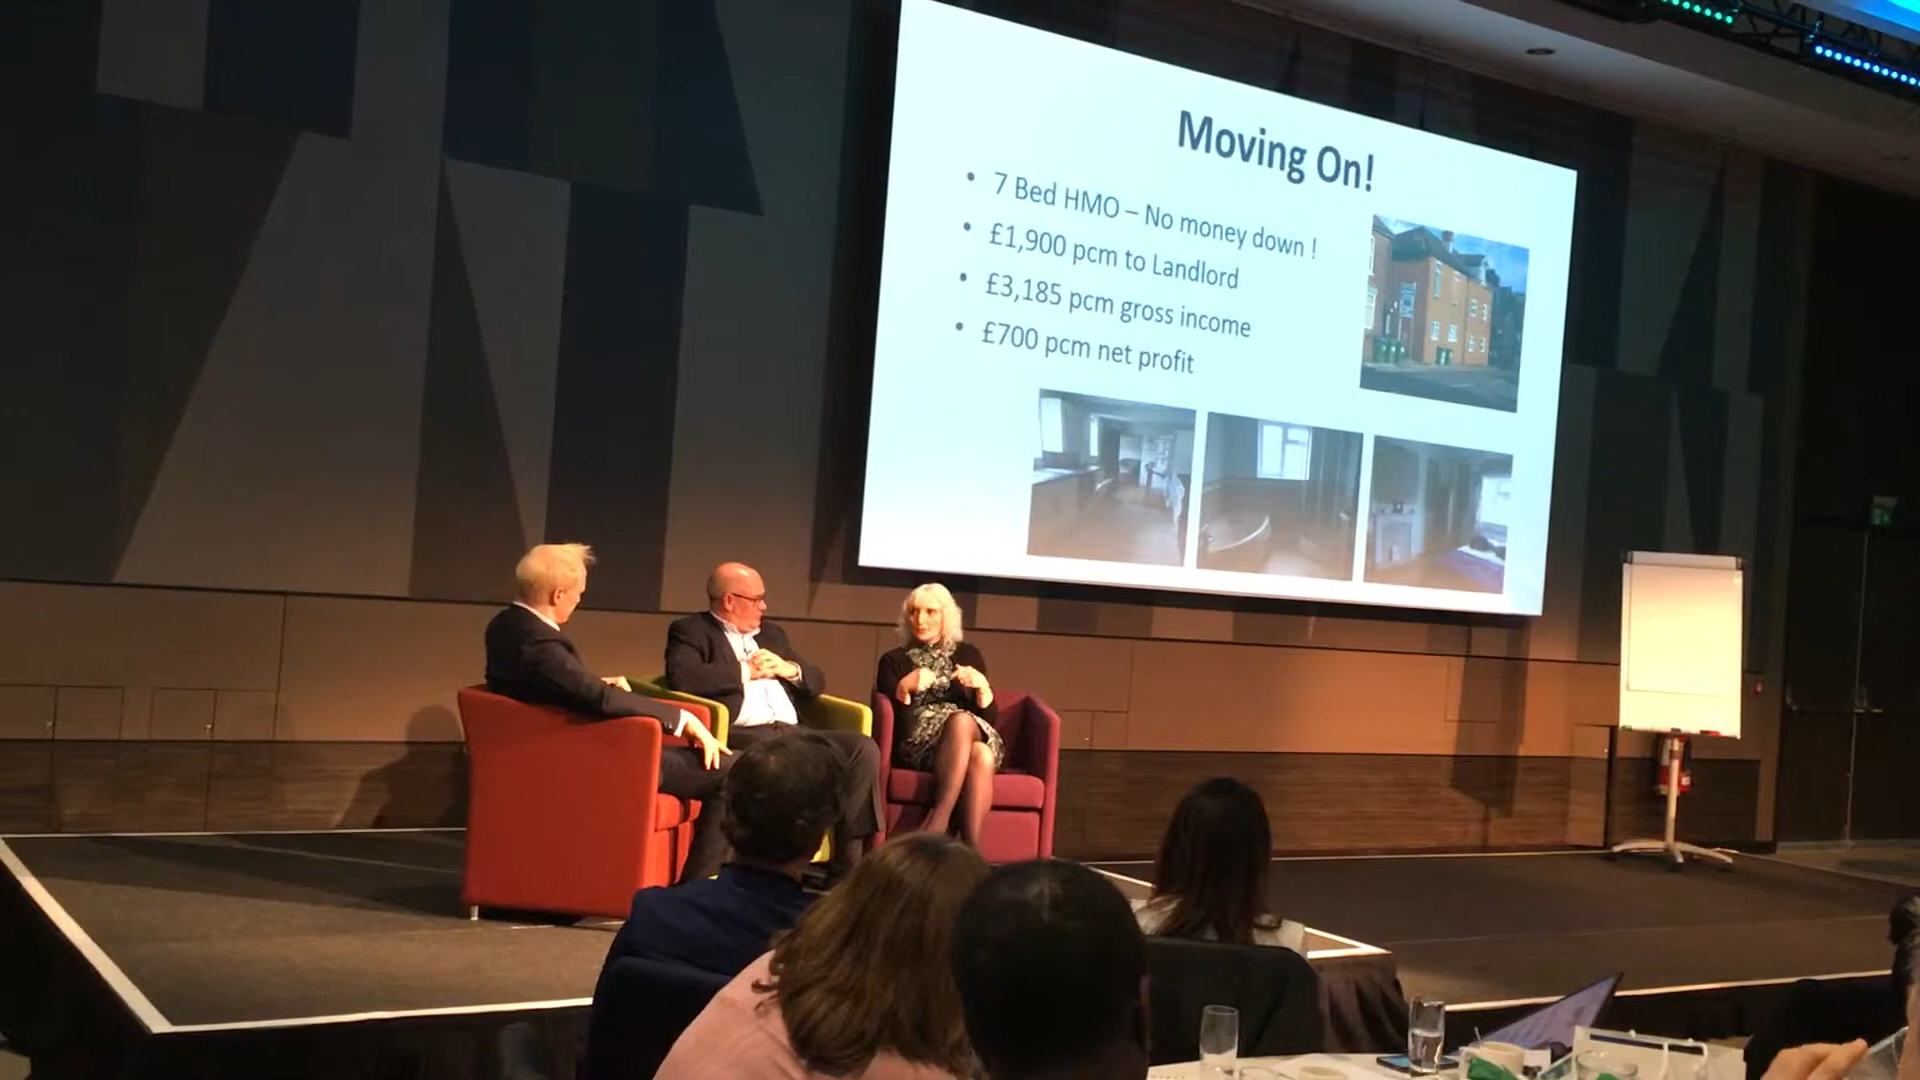 Moving On!
• 7 Bed HMO – No money down !
• £1,900 pcm to Landlord
• £3,185 pcm gross income
• £700 pcm net profit